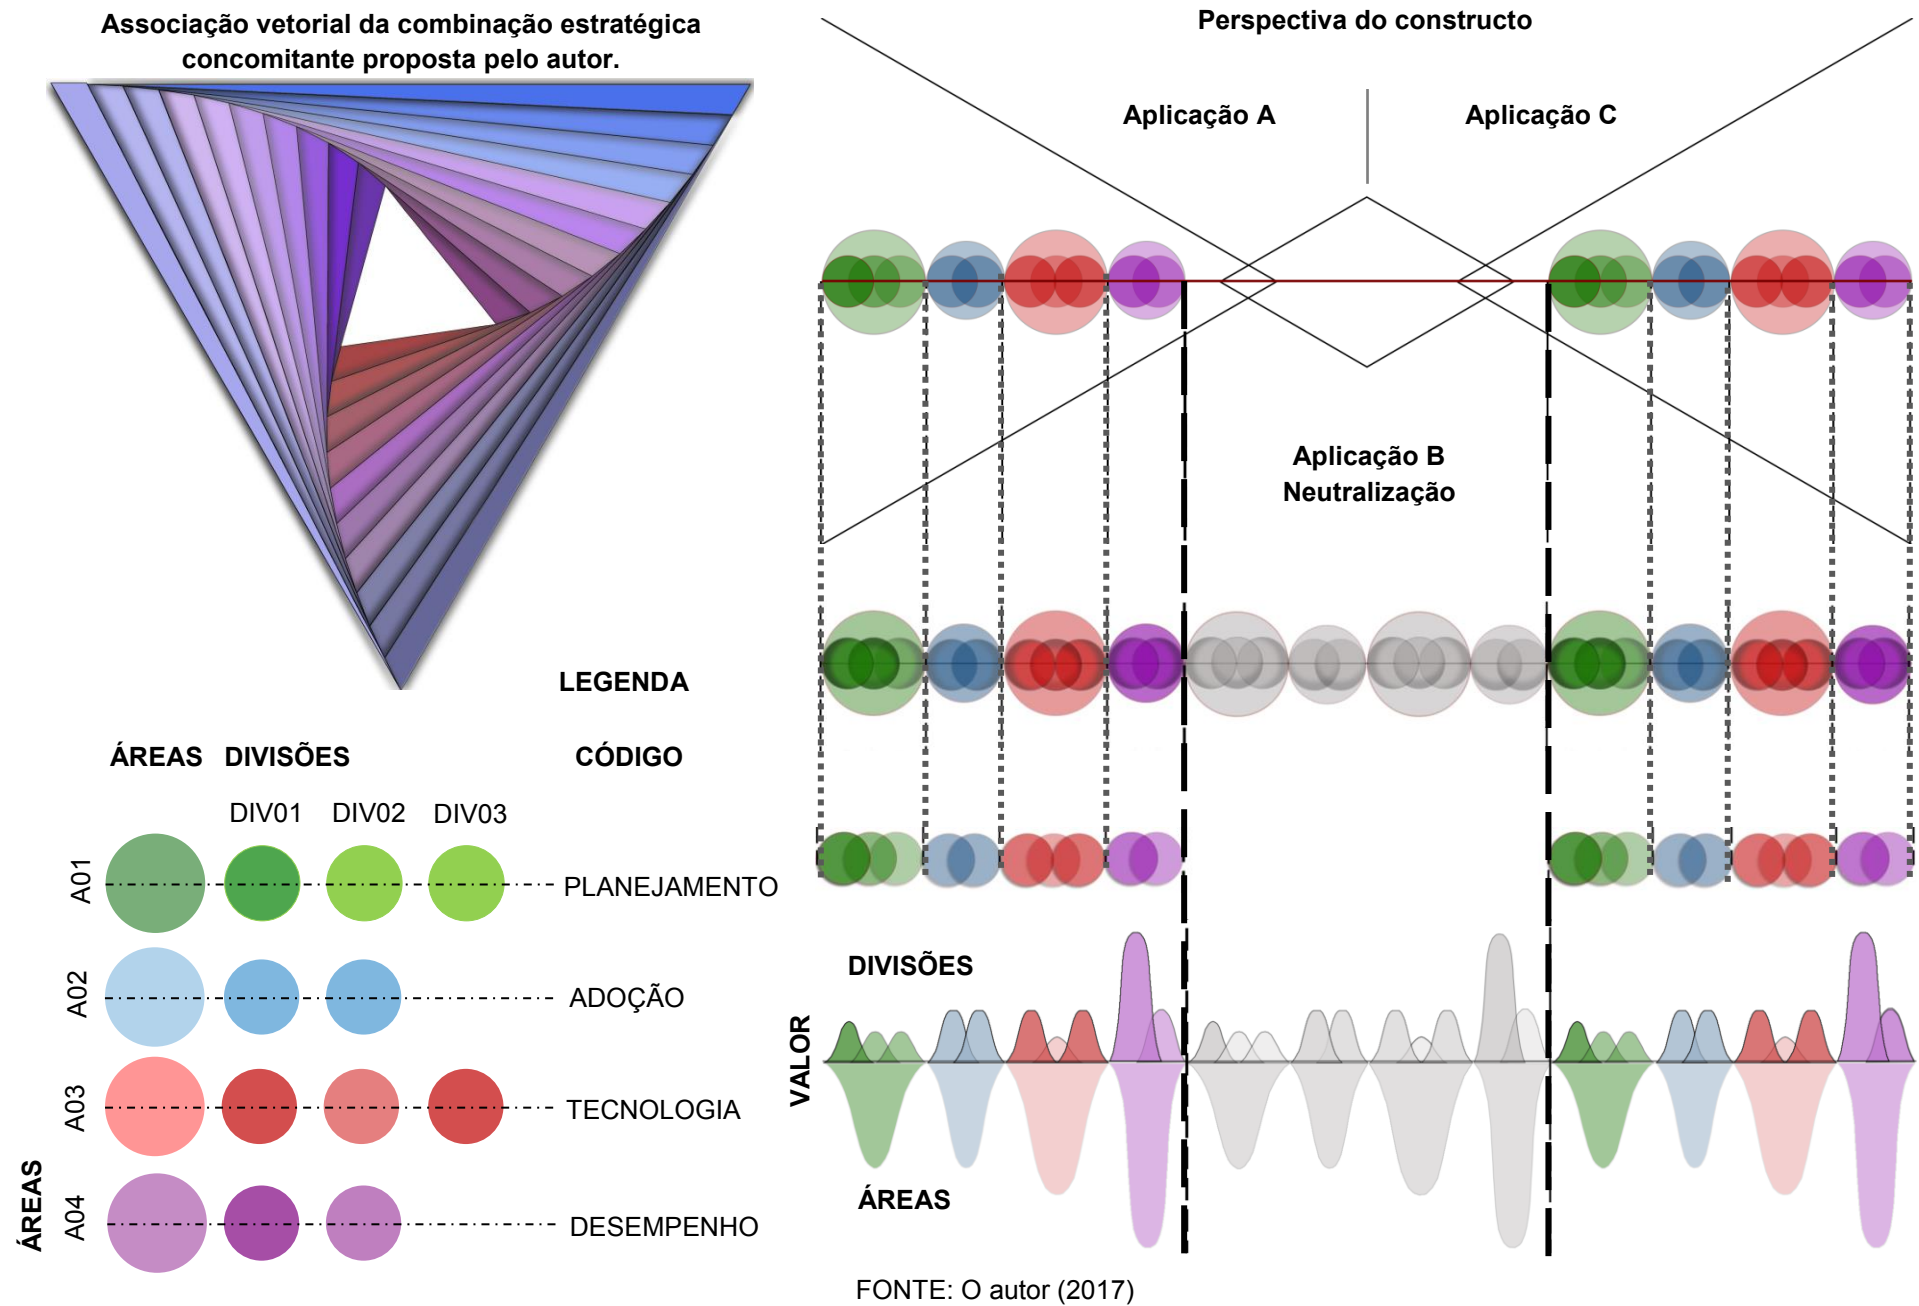 Associação vetorial da combinação estratégica
concomitante proposta pelo autor.
Perspectiva do constructo
Aplicação A
Aplicação C
Aplicação B
Neutralização
LEGENDA
ÁREAS DIVISÕES CÓDIGO
DIV01 DIV02 DIV03
A01 PLANEJAMENTO
A02 ADOÇÃO
A03 TECNOLOGIA
A04 DESEMPENHO
ÁREAS
DIVISÕES
VALOR
ÁREAS
FONTE: O autor (2017)